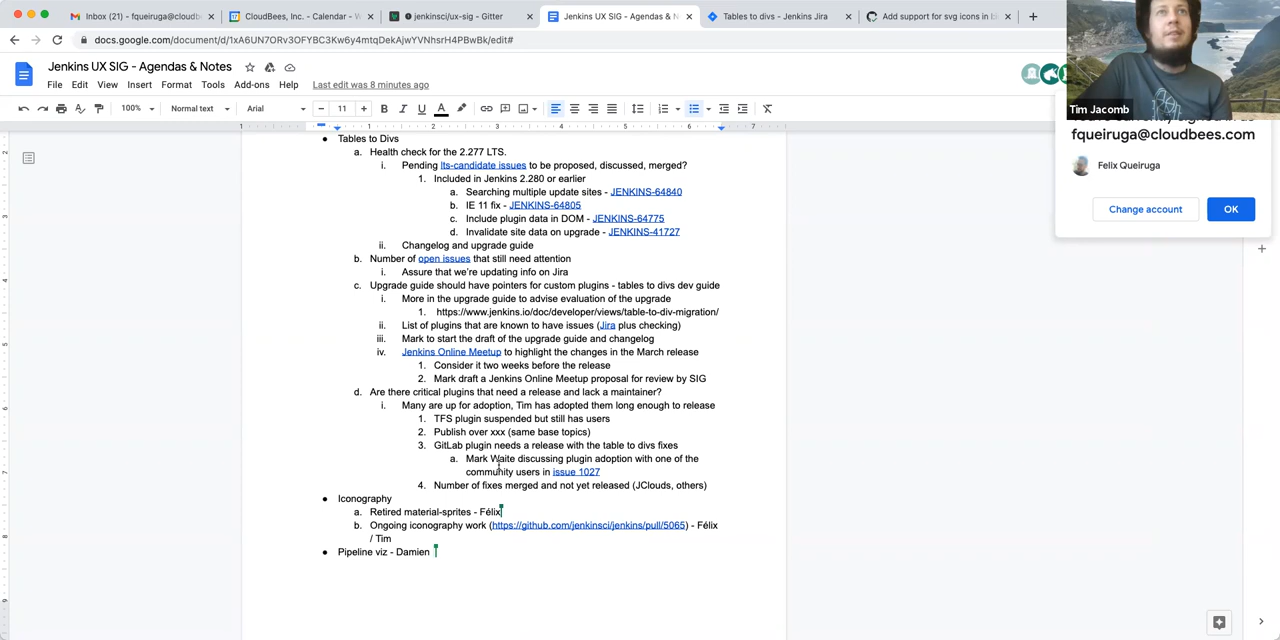 Inbox (21) - fqueiruga@cloudb
CloudBees, Inc. - Calendar - W
jenkinsci/ux-sig - Gitter
Jenkins UX SIG - Agendas & N
Tables to divs - Jenkins Jira
Add support for svg icons in b
docs.google.com/document/d/1xA6UN7ORv3OFYBC3Kw6y4mtqDekAjwYVNhsrH4PBwBk/edit#
Jenkins UX SIG - Agendas & Notes
File Edit View Insert Format Tools Add-ons Help Last edit was 8 minutes ago
100% Normal text Arial 11
Tim Jacomb
fqueiruga@cloudbees.com
Felix Queiruga
Change account OK
● Tables to Divs
a. Health check for the 2.277 LTS.
i. Pending lts-candidate issues to be proposed, discussed, merged?
1. Included in Jenkins 2.280 or earlier
a. Searching multiple update sites - JENKINS-64840
b. IE 11 fix - JENKINS-64805
c. Include plugin data in DOM - JENKINS-64775
d. Invalidate site data on upgrade - JENKINS-41727
ii. Changelog and upgrade guide
b. Number of open issues that still need attention
i. Assure that we're updating info on Jira
c. Upgrade guide should have pointers for custom plugins - tables to divs dev guide
i. More in the upgrade guide to advise evaluation of the upgrade
1. https://www.jenkins.io/doc/developer/views/table-to-div-migration/
ii. List of plugins that are known to have issues (Jira plus checking)
iii. Mark to start the draft of the upgrade guide and changelog
iv. Jenkins Online Meetup to highlight the changes in the March release
1. Consider it two weeks before the release
2. Mark draft a Jenkins Online Meetup proposal for review by SIG
d. Are there critical plugins that need a release and lack a maintainer?
i. Many are up for adoption, Tim has adopted them long enough to release
1. TFS plugin suspended but still has users
2. Publish over xxx (same base topics)
3. GitLab plugin needs a release with the table to divs fixes
a. Mark Waite discussing plugin adoption with one of the
community users in issue 1027
4. Number of fixes merged and not yet released (JClouds, others)
● Iconography
a. Retired material-sprites - Félix
b. Ongoing iconography work (https://github.com/jenkinsci/jenkins/pull/5065) - Félix
/ Tim
● Pipeline viz - Damien